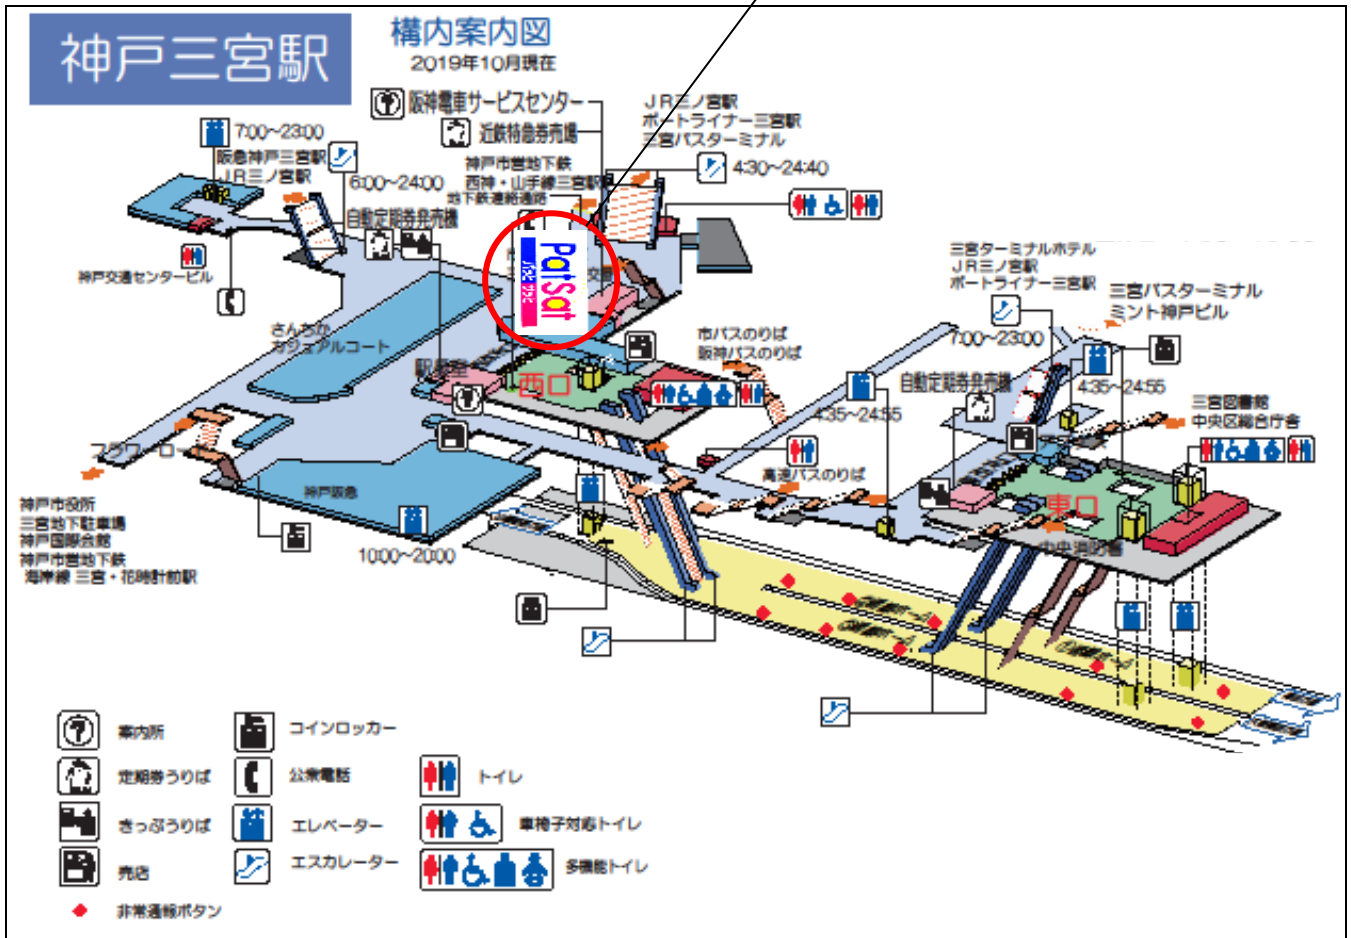 神戸三宮駅
構内案内図
2019年10月現在
阪神電車サービスセンター
近鉄特急券売場
ＪＲ三ノ宮駅
ポートライナー三宮駅
三宮バスターミナル
4:30～24:40
7:00～23:00
阪急神戸三宮駅
ＪＲ三ノ宮駅
6:00～24:00
自動定期券発売機
神戸市営地下鉄
西神・山手線三宮駅
地下鉄連絡通路
神戸交通センタービル
PatSat
パッと
サッと
さんちか
カジュアルコート
駅長室
西口
市バスのりば
阪神バスのりば
三宮ターミナルホテル
ＪＲ三ノ宮駅
ポートライナー三宮駅
7:00～23:00
三宮バスターミナル
ミント神戸ビル
4:35～24:55
自動定期券発売機
4:35～24:55
三宮図書館
中央区総合庁舎
フラワーロード
神戸阪急
高速バスのりば
東口
中央消防署
神戸市役所
三宮地下駐車場
神戸国際会館
神戸市営地下鉄
海岸線 三宮・花時計前駅
10:00～20:00
案内所
コインロッカー
定期券うりば
公衆電話
トイレ
きっぷうりば
エレベーター
車椅子対応トイレ
売店
エスカレーター
多機能トイレ
非常通報ボタン